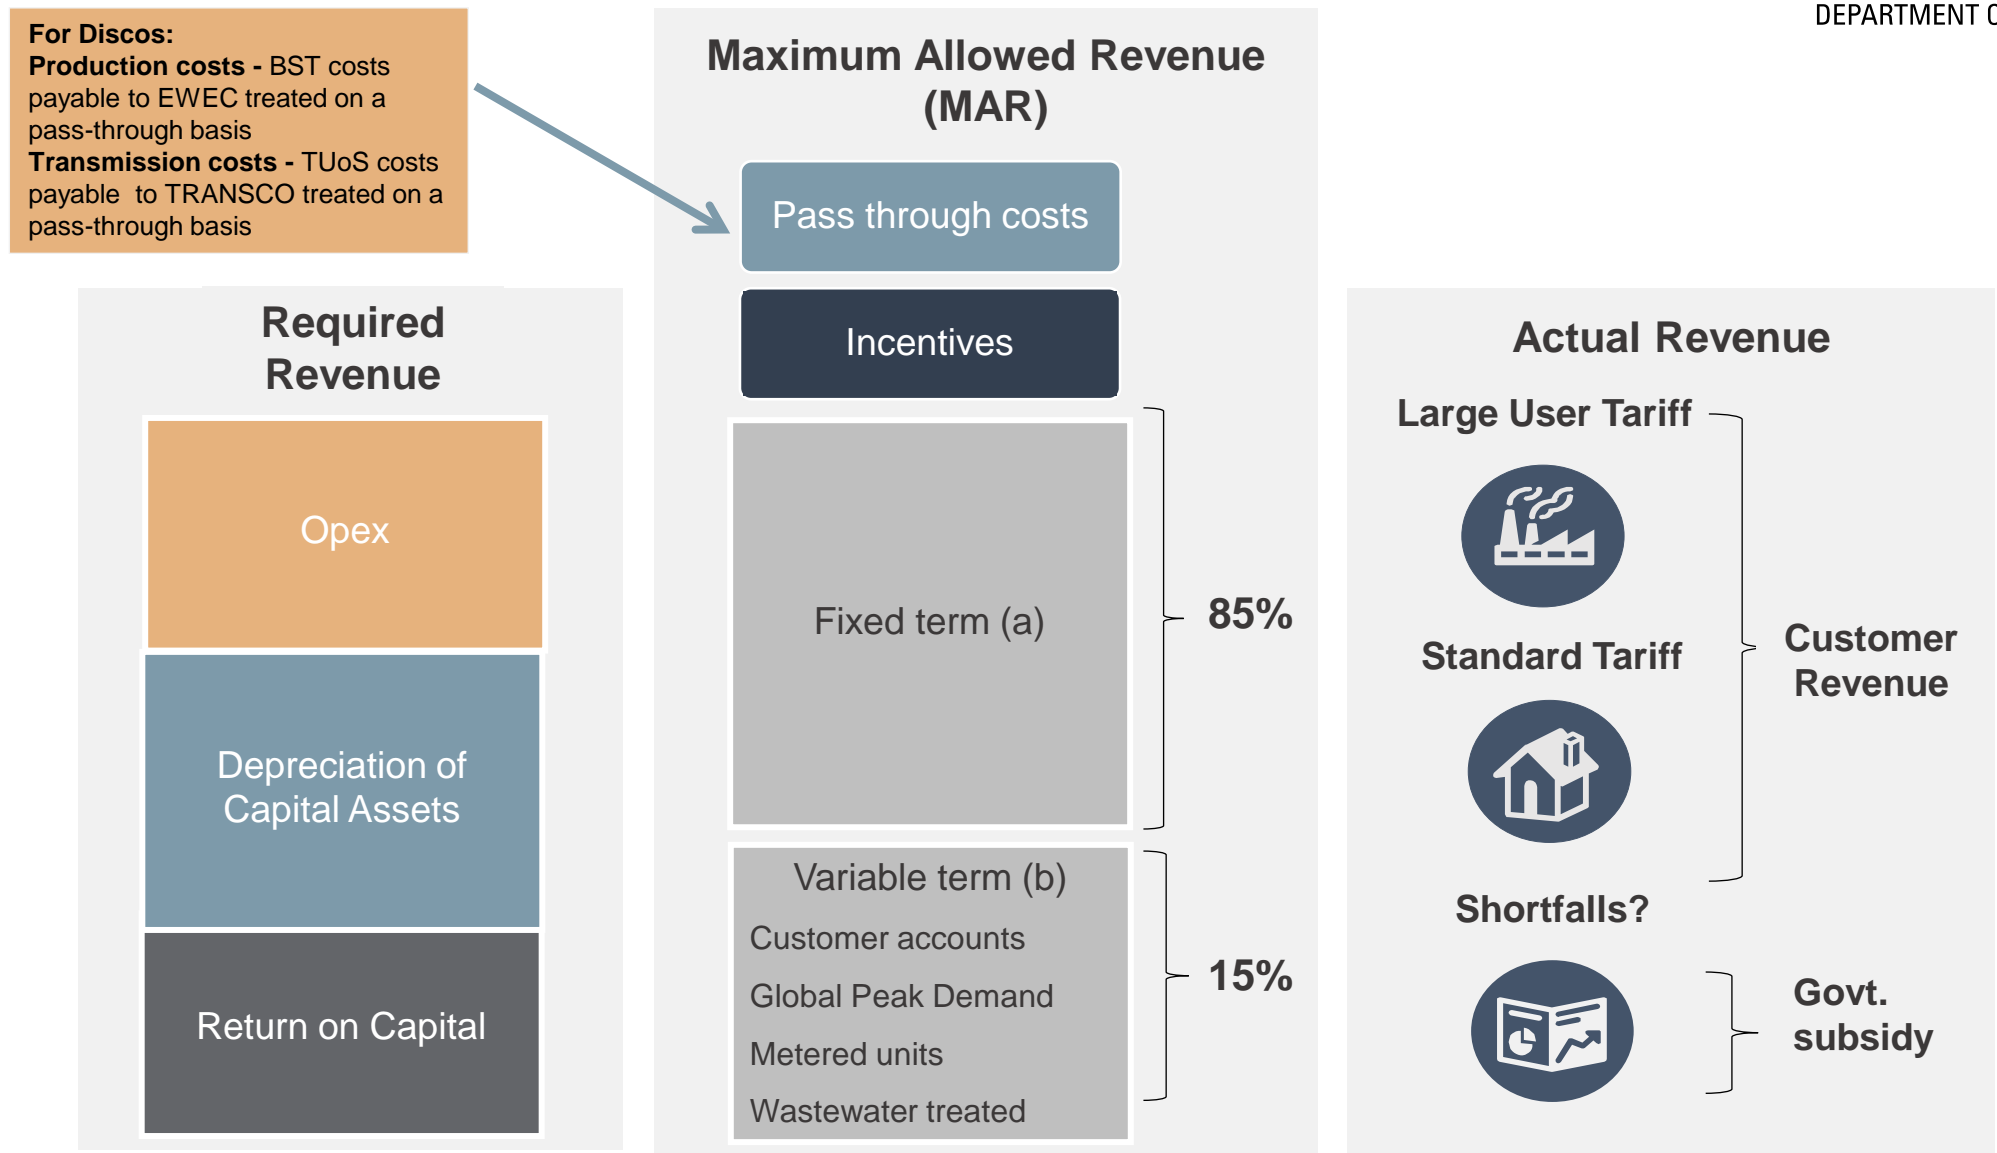 DEPARTMENT O
For Discos:
Production costs - BST costs
payable to EWEC treated on a
pass-through basis
Transmission costs - TUoS costs
payable  to TRANSCO treated on a
pass-through basis
Required
Revenue
Opex
Depreciation of
Capital Assets
Return on Capital
Maximum Allowed Revenue
(MAR)
Pass through costs
Incentives
Fixed term (a)
85%
Variable term (b)
Customer accounts
Global Peak Demand
Metered units
Wastewater treated
15%
Actual Revenue
Large User Tariff
Standard Tariff
Customer
Revenue
Shortfalls?
Govt.
subsidy